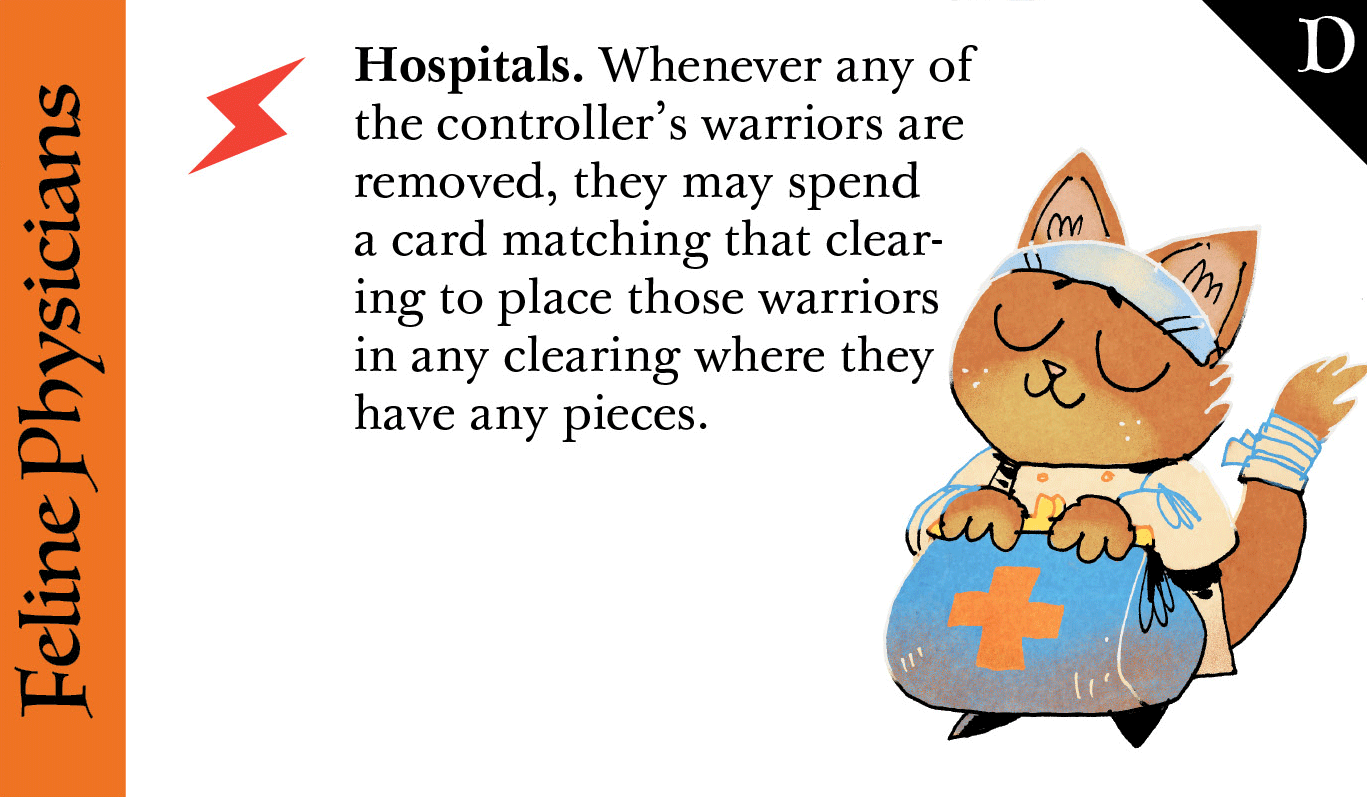 Feline Physicians
Hospitals. Whenever any of
the controller’s warriors are
removed, they may spend
a card matching that clear-
ing to place those warriors
in any clearing where they
have any pieces.
D